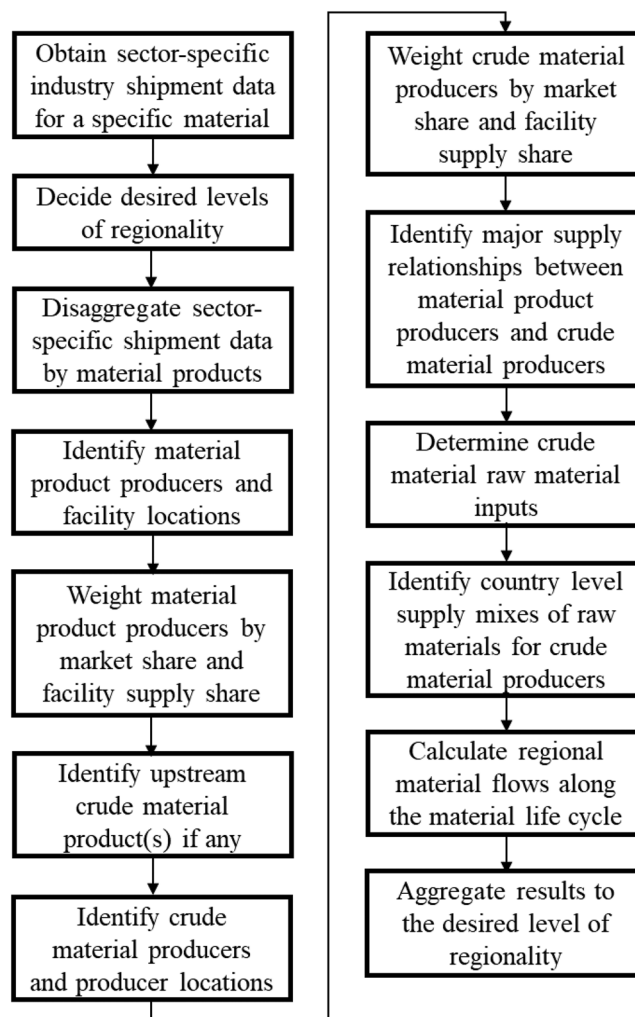 Obtain sector-specific
industry shipment data
for a specific material
Decide desired levels
of regionality
Disaggregate sector-
specific shipment data
by material products
Identify material
product producers and
facility locations
Weight material
product producers by
market share and
facility supply share
Identify upstream
crude material
product(s) if any
Identify crude
material producers
and producer locations
Weight crude material
producers by market
share and facility
supply share
Identify major supply
relationships between
material product
producers and crude
material producers
Determine crude
material raw material
inputs
Identify country level
supply mixes of raw
materials for crude
material producers
Calculate regional
material flows along
the material life cycle
Aggregate results to
the desired level of
regionality